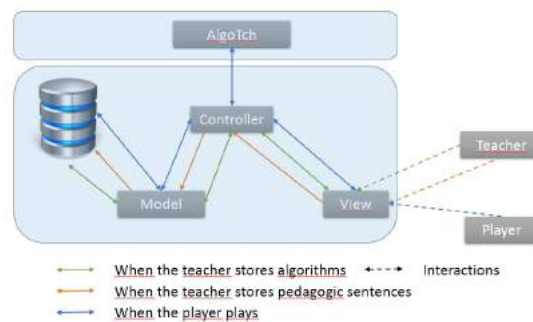 AlgoTch
Controller
Model
View
Teacher
Player
When the teacher stores algorithms
Interactions
When the teacher stores pedagogic sentences
When the player plays